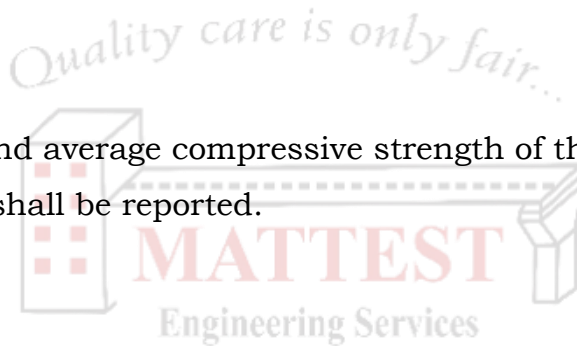 Quality care is only fair...
nd average compressive strength of th
shall be reported.
MATTEST
Engineering Services